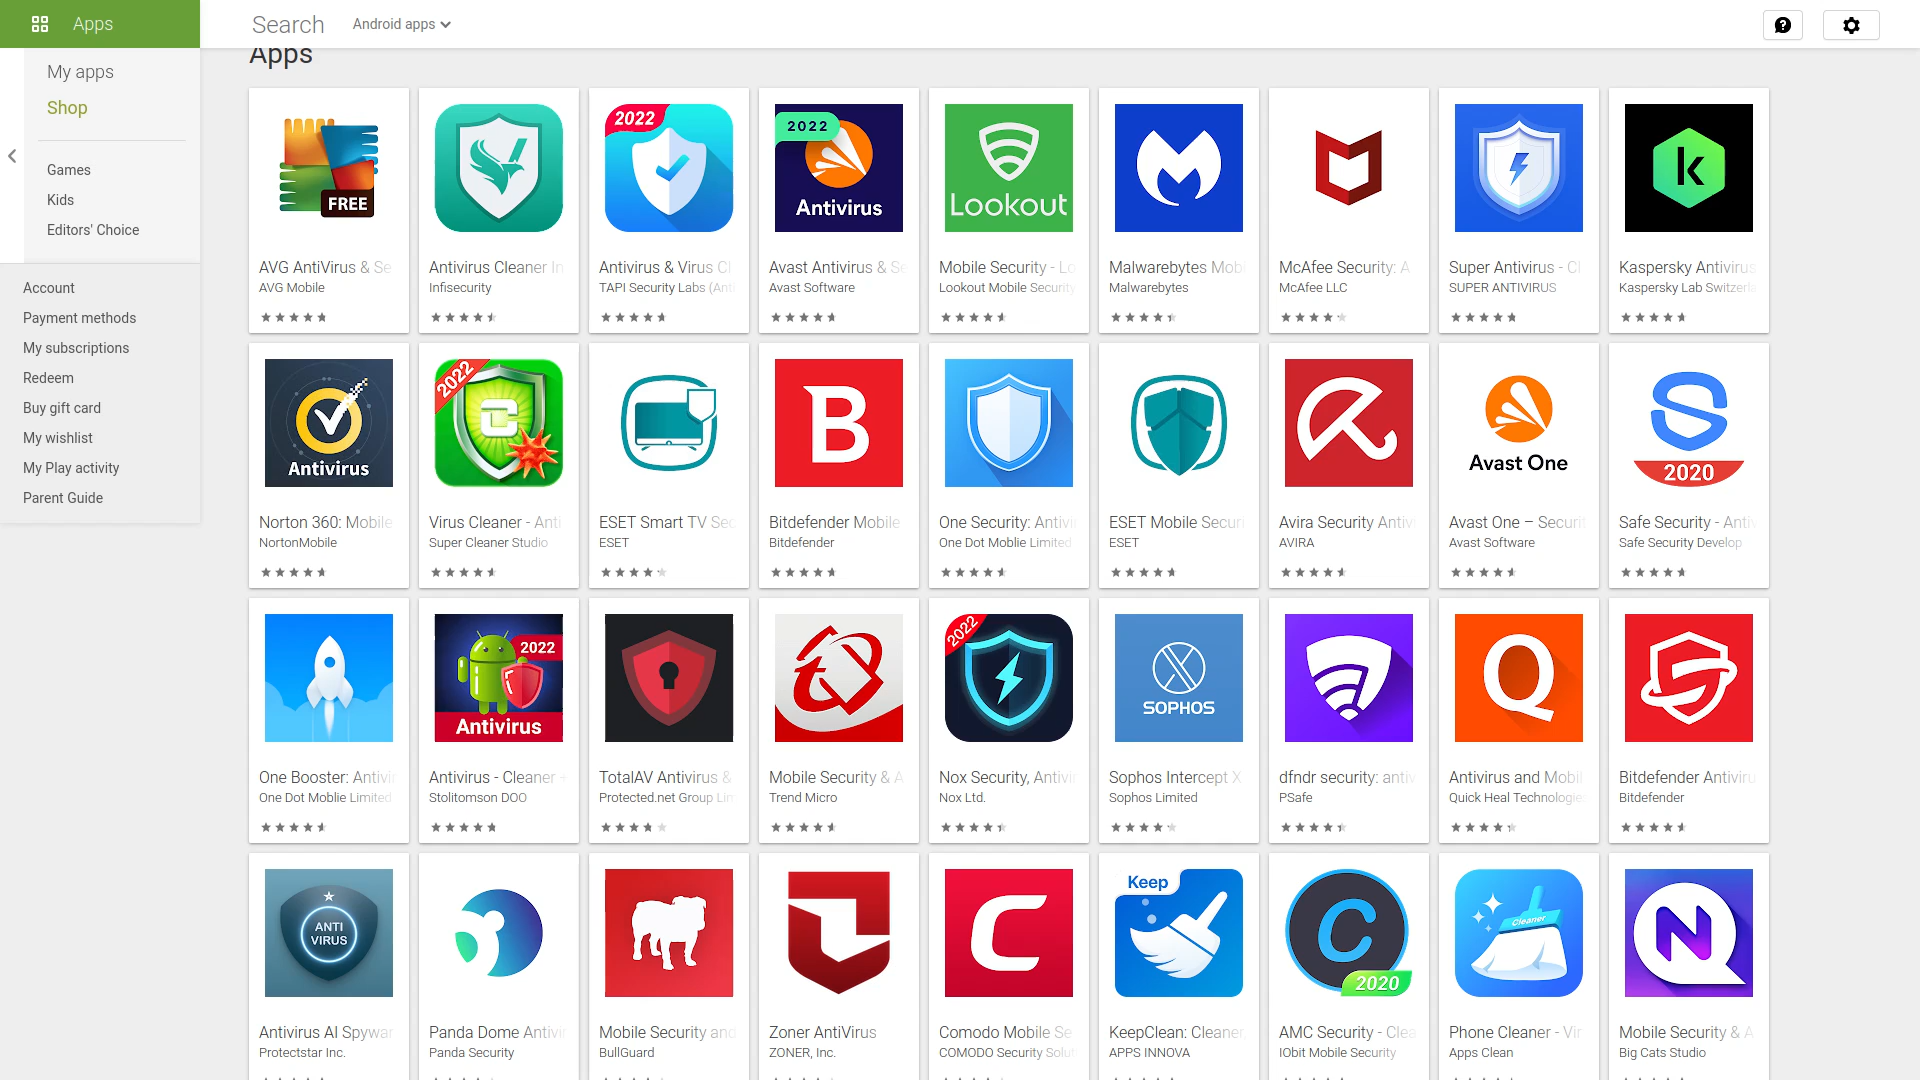 Apps
Search
Android apps
My apps
Shop
Games
Kids
Editors' Choice
Account
Payment methods
My subscriptions
Redeem
Buy gift card
My wishlist
My Play activity
Parent Guide
Apps
FREE
2022
2022
Antivirus
Lookout
k
AVG AntiVirus & Se
AVG Mobile
Antivirus Cleaner In
Infisecurity
Antivirus & Virus Cl
TAPI Security Labs (Anti
Avast Antivirus & Se
Avast Software
Mobile Security - Lo
Lookout Mobile Security
Malwarebytes Mob
Malwarebytes
McAfee Security: A
McAfee LLC
Super Antivirus - Cl
SUPER ANTIVIRUS
Kaspersky Antivirus
Kaspersky Lab Switzerla
Antivirus
2022
B
Avast One
2020
Norton 360: Mobile
NortonMobile
Virus Cleaner - Anti
Super Cleaner Studio
ESET Smart TV Sec
ESET
Bitdefender Mobile
Bitdefender
One Security: Antivi
One Dot Moblie Limited
ESET Mobile Securi
ESET
Avira Security Antiv
AVIRA
Avast One – Securit
Avast Software
Safe Security - Antiv
Safe Security Develop
2022
Antivirus
2022
SOPHOS
Q
One Booster: Antivi
One Dot Moblie Limited
Antivirus - Cleaner +
Stolitomson DOO
TotalAV Antivirus &
Protected.net Group Lim
Mobile Security & A
Trend Micro
Nox Security, Antivi
Nox Ltd.
Sophos Intercept X
Sophos Limited
dfndr security: antiv
PSafe
Antivirus and Mobil
Quick Heal Technologie
Bitdefender Antiviru
Bitdefender
ANTI
VIRUS
Keep
C
2020
Cleaner
N
Antivirus AI Spywar
Protectstar Inc.
Panda Dome Antivir
Panda Security
Mobile Security and
BullGuard
Zoner AntiVirus
ZONER, Inc.
Comodo Mobile Se
COMODO Security Solut
KeepClean: Cleaner,
APPS INNOVA
AMC Security - Clea
IObit Mobile Security
Phone Cleaner - Vir
Apps Clean
Mobile Security & A
Big Cats Studio